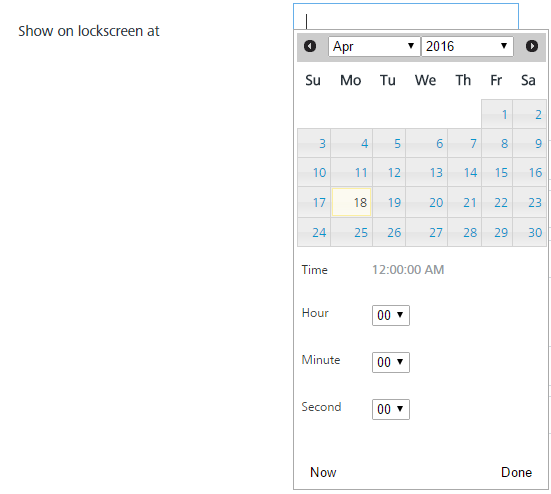 Show on lockscreen at
Apr 2016
Su Mo Tu We Th Fr Sa
1 2
3 4 5 6 7 8 9
10 11 12 13 14 15 16
17 18 19 20 21 22 23
24 25 26 27 28 29 30
Time 12:00:00 AM
Hour 00
Minute 00
Second 00
Now Done